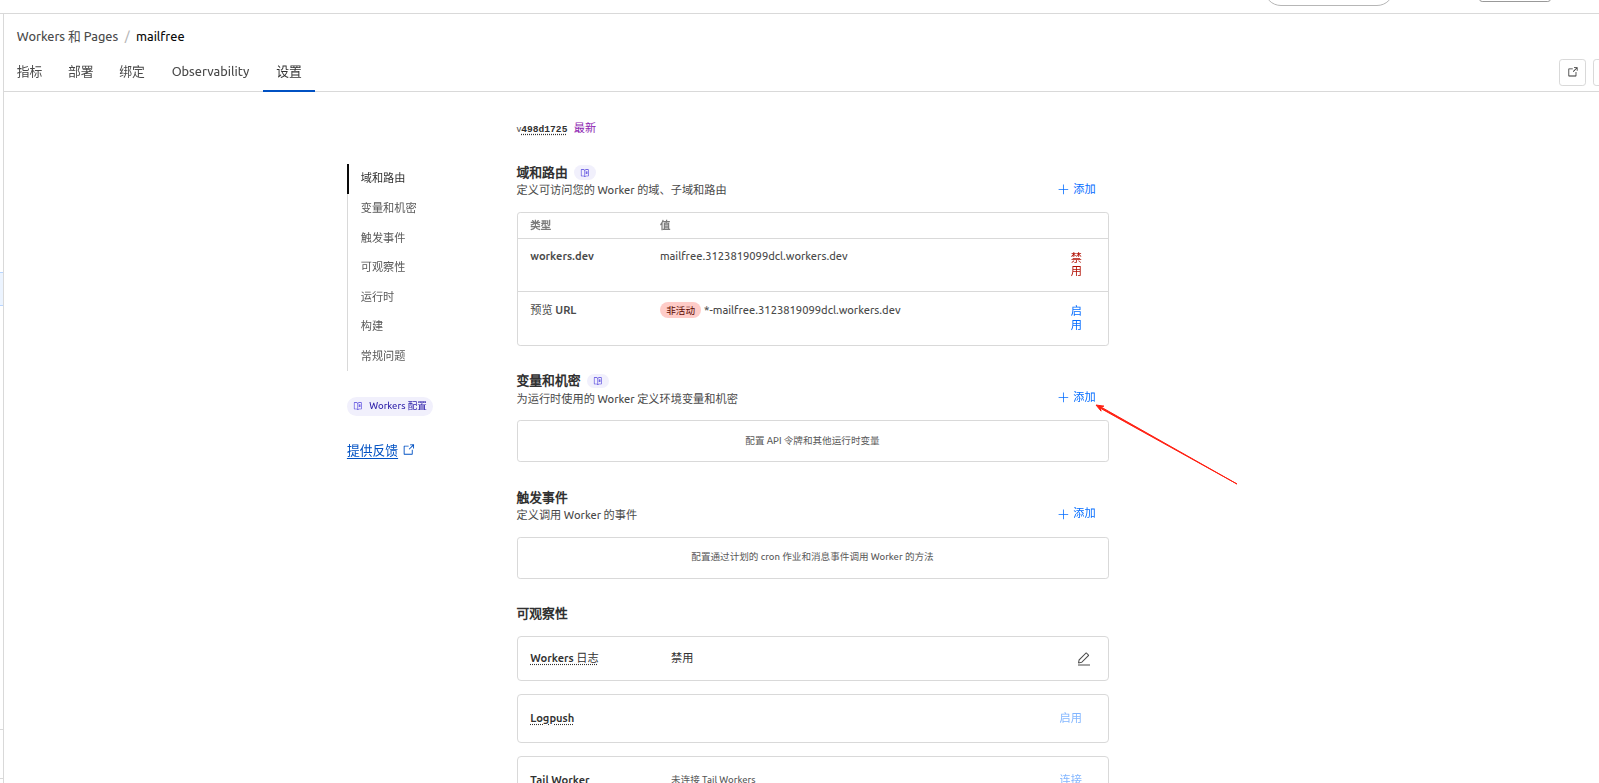 Workers 和 Pages / mailfree
指标 部署 绑定 Observability 设置
v498d1725 最新
域和路由
变量和机密
触发事件
可观察性
运行时
构建
常规问题
Workers 配置
提供反馈
域和路由
定义可访问您的 Worker 的域、子域和路由
+ 添加
类型 值
workers.dev mailfree.3123819099dcl.workers.dev 禁用
预览 URL 非活动 *-mailfree.3123819099dcl.workers.dev 启用
变量和机密
为运行时使用的 Worker 定义环境变量和机密
+ 添加
配置 API 令牌和其他运行时变量
触发事件
定义调用 Worker 的事件
+ 添加
配置通过计划的 cron 作业和消息事件调用 Worker 的方法
可观察性
Workers 日志 禁用
Logpush 启用
Tail Worker 未连接 Tail Workers 连接